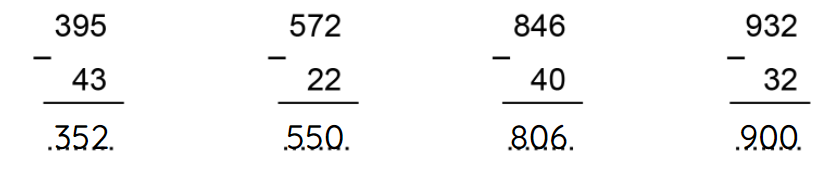 395 572 846 932
− − − −
43 22 40 32
.352. .550. .806. .900.